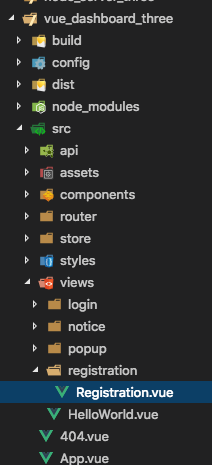 vue_dashboard_three
build
config
dist
node_modules
src
api
assets
components
router
store
styles
views
login
notice
popup
registration
Registration.vue
HelloWorld.vue
404.vue
App.vue